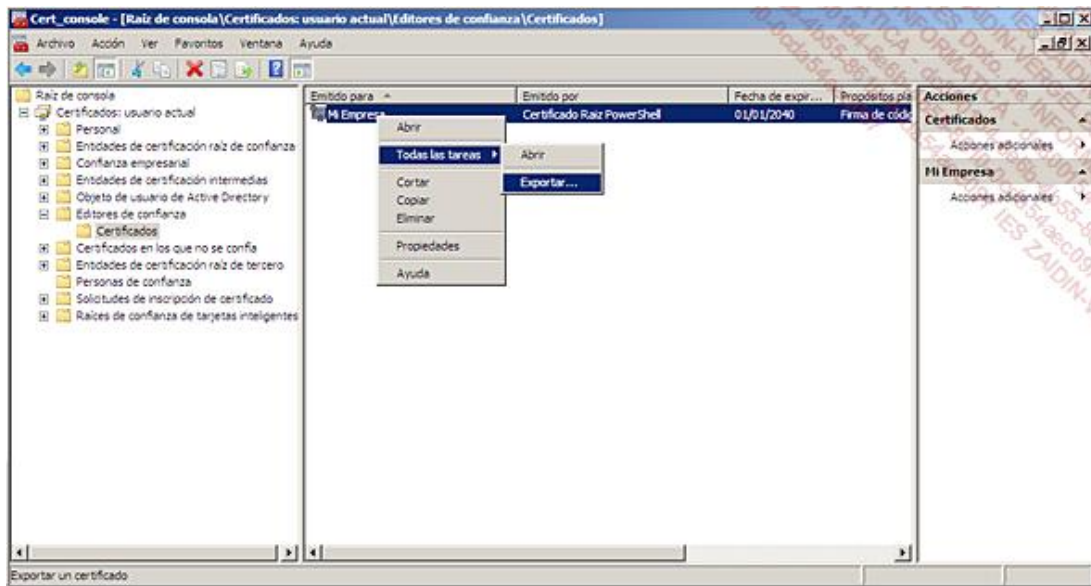 Cert_console - [Raíz de consola\Certificados: usuario actual\Editores de confianza\Certificados]
Archivo Acción Ver Favoritos Ventana Ayuda
Raíz de consola
Certificados: usuario actual
Personal
Entidades de certificación raíz de confianza
Confianza empresarial
Entidades de certificación intermedias
Objeto de usuario de Active Directory
Editores de confianza
Certificados
Certificados en los que no se confía
Entidades de certificación raíz de tercero
Personas de confianza
Solicitudes de inscripción de certificado
Raíces de confianza de tarjetas inteligentes
Emitido para Emitido por Fecha de expir... Propósitos pla
Mi Empresa Certificado Raiz PowerShell 01/01/2040 Firma de códig
Abrir
Todas las tareas
Cortar
Copiar
Eliminar
Propiedades
Ayuda
Abrir
Exportar...
Acciones
Certificados
Acciones adicionales
Mi Empresa
Acciones adicionales
Exportar un certificado